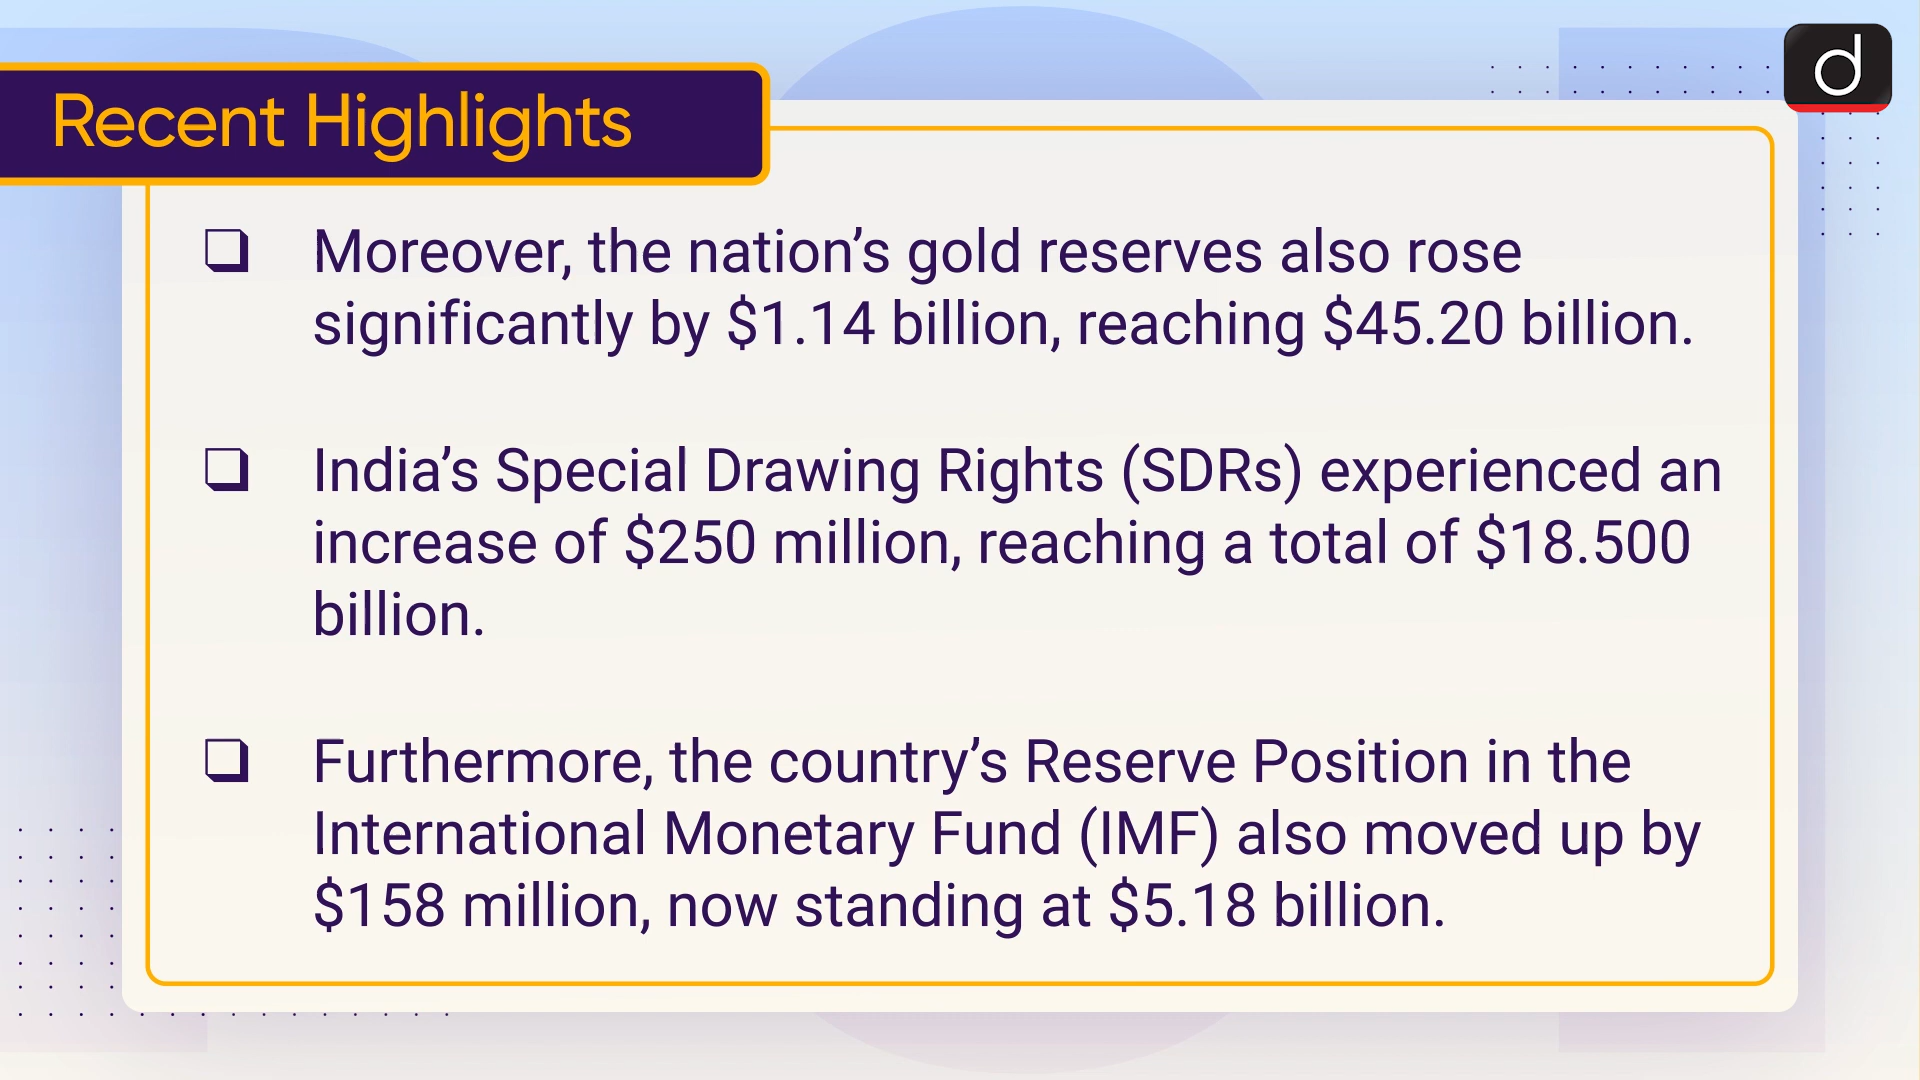 Recent Highlights
d
❑ Moreover, the nation’s gold reserves also rose
significantly by $1.14 billion, reaching $45.20 billion.
❑ India’s Special Drawing Rights (SDRs) experienced an
increase of $250 million, reaching a total of $18.500
billion.
❑ Furthermore, the country’s Reserve Position in the
International Monetary Fund (IMF) also moved up by
$158 million, now standing at $5.18 billion.